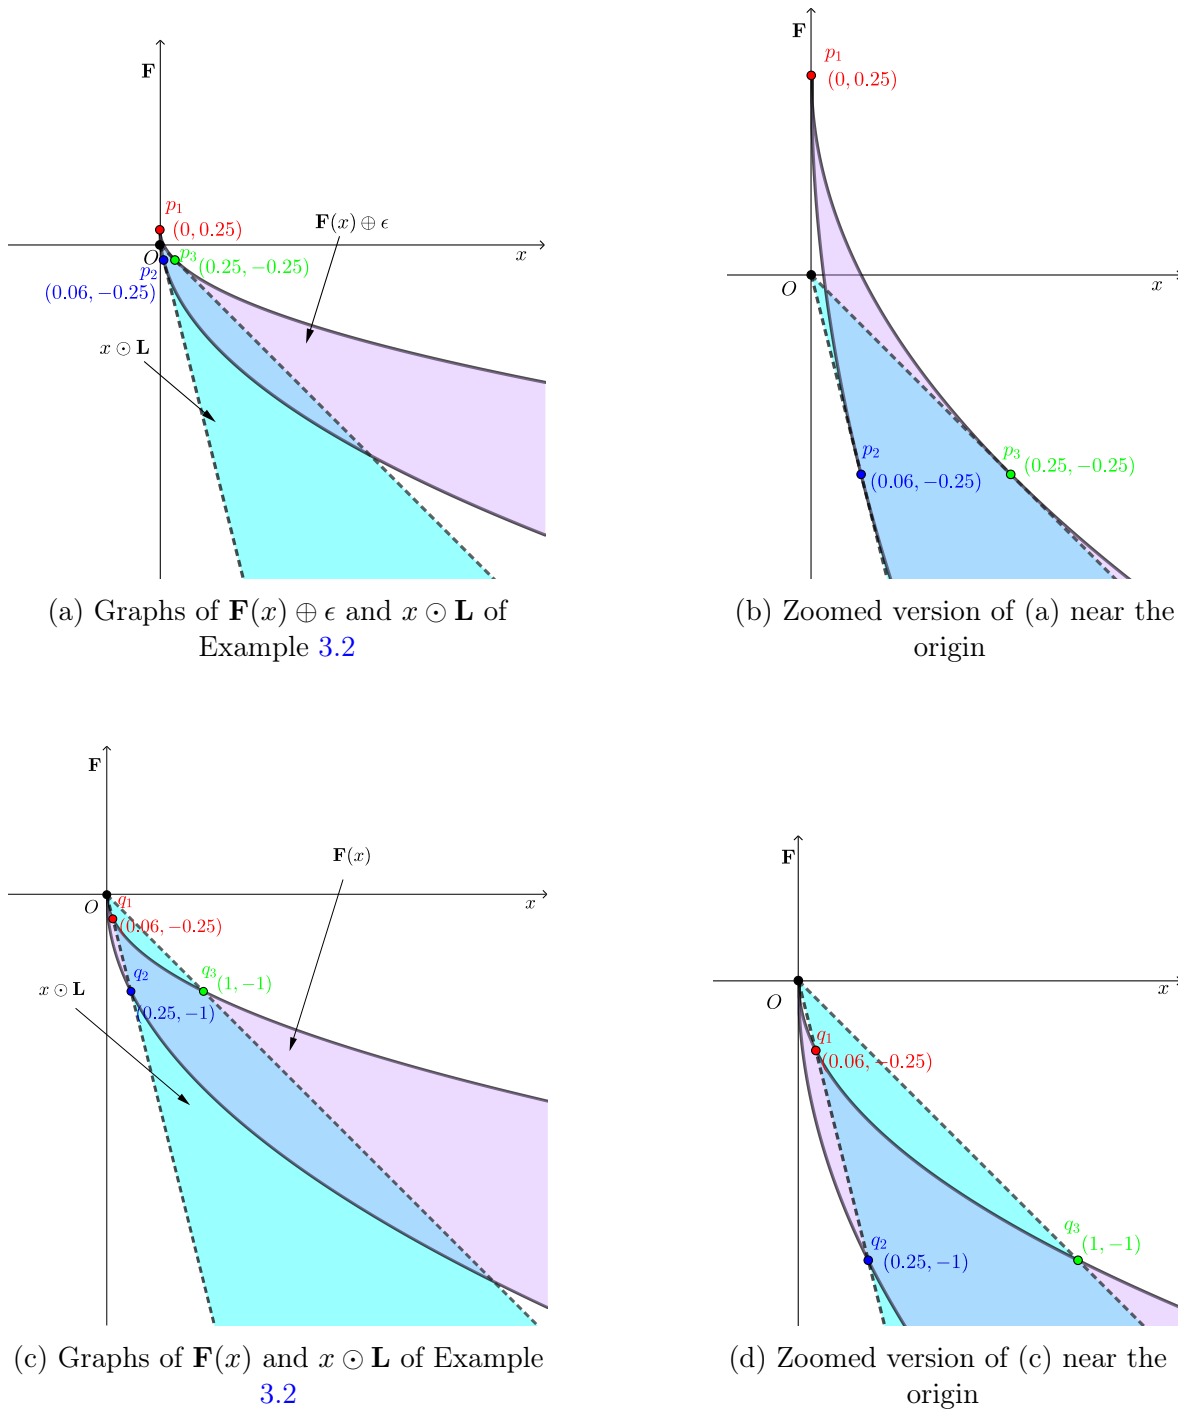 F
p₁
(0, 0.25)
F(x) ⊕ ϵ
O
x
p₂
p₃
(0.25, −0.25)
(0.06, −0.25)
x ⊙ L
(a) Graphs of F(x) ⊕ ϵ and x ⊙ L of
Example 3.2
F
p₁
(0, 0.25)
O
x
p₂
(0.06, −0.25)
p₃
(0.25, −0.25)
(b) Zoomed version of (a) near the
origin
F
F(x)
O
x
q₁
(0.06, −0.25)
q₂
(0.25, −1)
q₃
(1, −1)
x ⊙ L
(c) Graphs of F(x) and x ⊙ L of Example
3.2
F
O
x
q₁
(0.06, −0.25)
q₂
(0.25, −1)
q₃
(1, −1)
(d) Zoomed version of (c) near the
origin